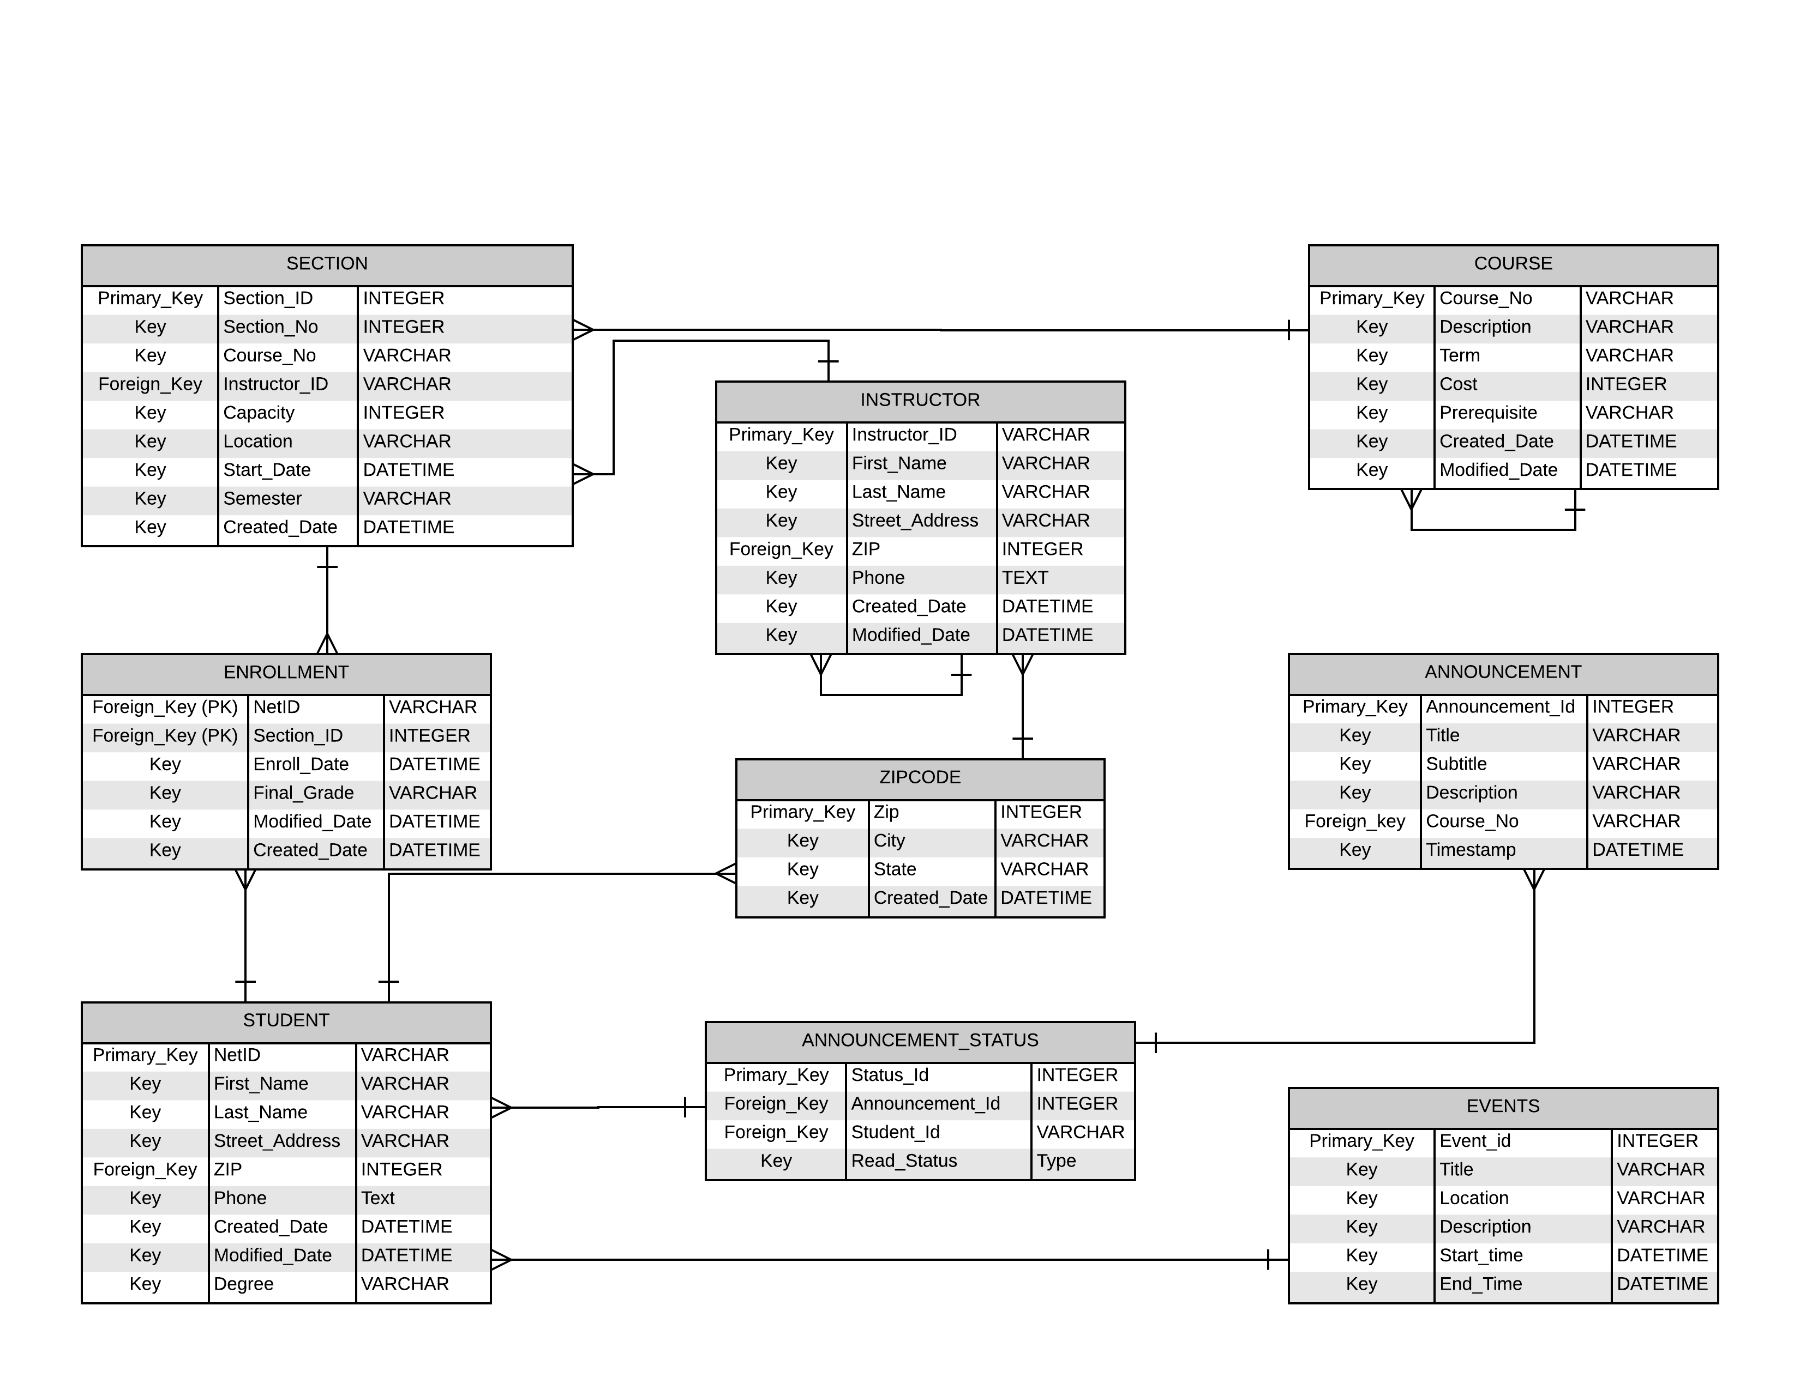 SECTION
Primary_Key Section_ID INTEGER
Key Section_No INTEGER
Key Course_No VARCHAR
Foreign_Key Instructor_ID VARCHAR
Key Capacity INTEGER
Key Location VARCHAR
Key Start_Date DATETIME
Key Semester VARCHAR
Key Created_Date DATETIME
COURSE
Primary_Key Course_No VARCHAR
Key Description VARCHAR
Key Term VARCHAR
Key Cost INTEGER
Key Prerequisite VARCHAR
Key Created_Date DATETIME
Key Modified_Date DATETIME
INSTRUCTOR
Primary_Key Instructor_ID VARCHAR
Key First_Name VARCHAR
Key Last_Name VARCHAR
Key Street_Address VARCHAR
Foreign_Key ZIP INTEGER
Key Phone TEXT
Key Created_Date DATETIME
Key Modified_Date DATETIME
ENROLLMENT
Foreign_Key (PK) NetID VARCHAR
Foreign_Key (PK) Section_ID INTEGER
Key Enroll_Date DATETIME
Key Final_Grade VARCHAR
Key Modified_Date DATETIME
Key Created_Date DATETIME
ANNOUNCEMENT
Primary_Key Announcement_Id INTEGER
Key Title VARCHAR
Key Subtitle VARCHAR
Key Description VARCHAR
Foreign_key Course_No VARCHAR
Key Timestamp DATETIME
ZIPCODE
Primary_Key Zip INTEGER
Key City VARCHAR
Key State VARCHAR
Key Created_Date DATETIME
STUDENT
Primary_Key NetID VARCHAR
Key First_Name VARCHAR
Key Last_Name VARCHAR
Key Street_Address VARCHAR
Foreign_Key ZIP INTEGER
Key Phone Text
Key Created_Date DATETIME
Key Modified_Date DATETIME
Key Degree VARCHAR
ANNOUNCEMENT_STATUS
Primary_Key Status_Id INTEGER
Foreign_Key Announcement_Id INTEGER
Foreign_Key Student_Id VARCHAR
Key Read_Status Type
EVENTS
Primary_Key Event_id INTEGER
Key Title VARCHAR
Key Location VARCHAR
Key Description VARCHAR
Key Start_time DATETIME
Key End_Time DATETIME